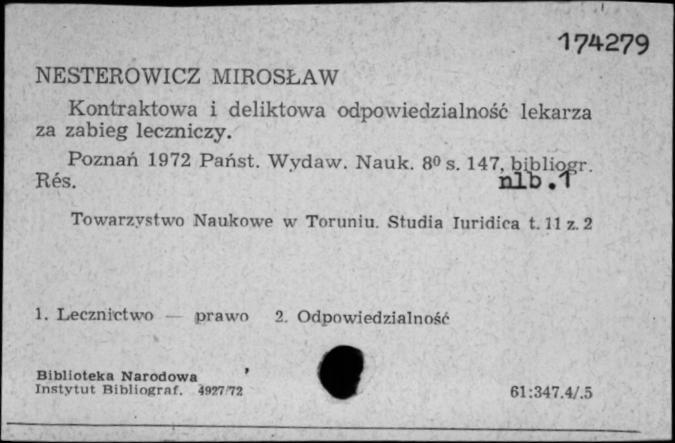 174279
NESTEROWICZ MIROSŁAW
Kontraktowa i deliktowa odpowiedzialność lekarza
za zabieg leczniczy.
Poznań 1972 Państ. Wydaw. Nauk. 8⁰ s. 147, bibliogr.
Rés. nlb.1
Towarzystwo Naukowe w Toruniu. Studia Iuridica t. 11 z. 2
1. Lecznictwo — prawo 2. Odpowiedzialność
Biblioteka Narodowa
Instytut Bibliograf. 4927/72 61:347.4/.5